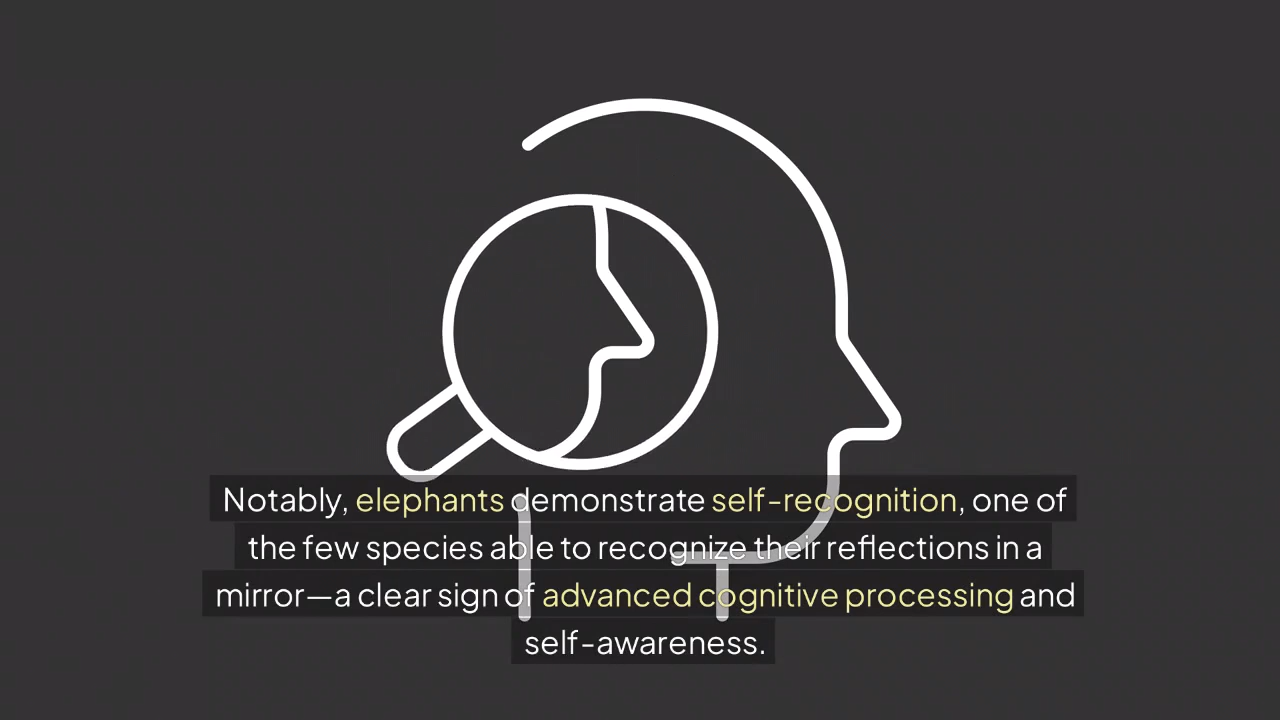 Notably, elephants demonstrate self-recognition, one of
the few species able to recognize their reflections in a
mirror—a clear sign of advanced cognitive processing and
self-awareness.